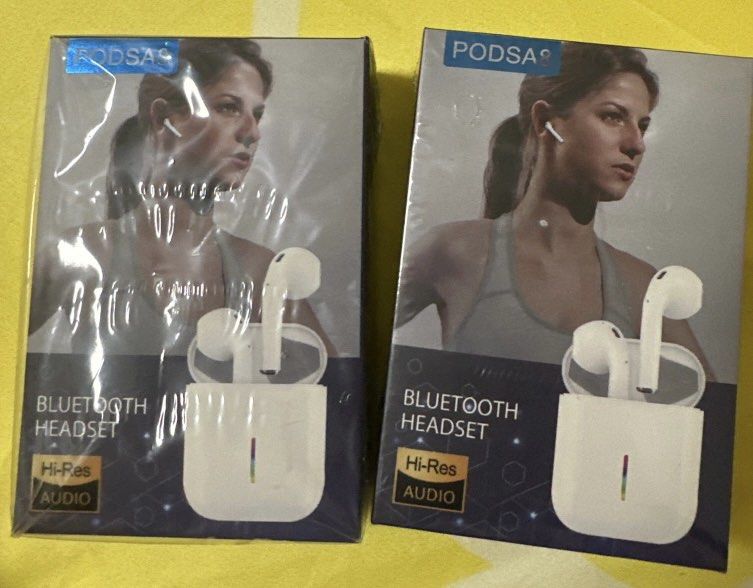 PODSA8
BLUETOOTH
HEADSET
Hi-Res
AUDIO
PODSA8
BLUETOOTH
HEADSET
Hi-Res
AUDIO